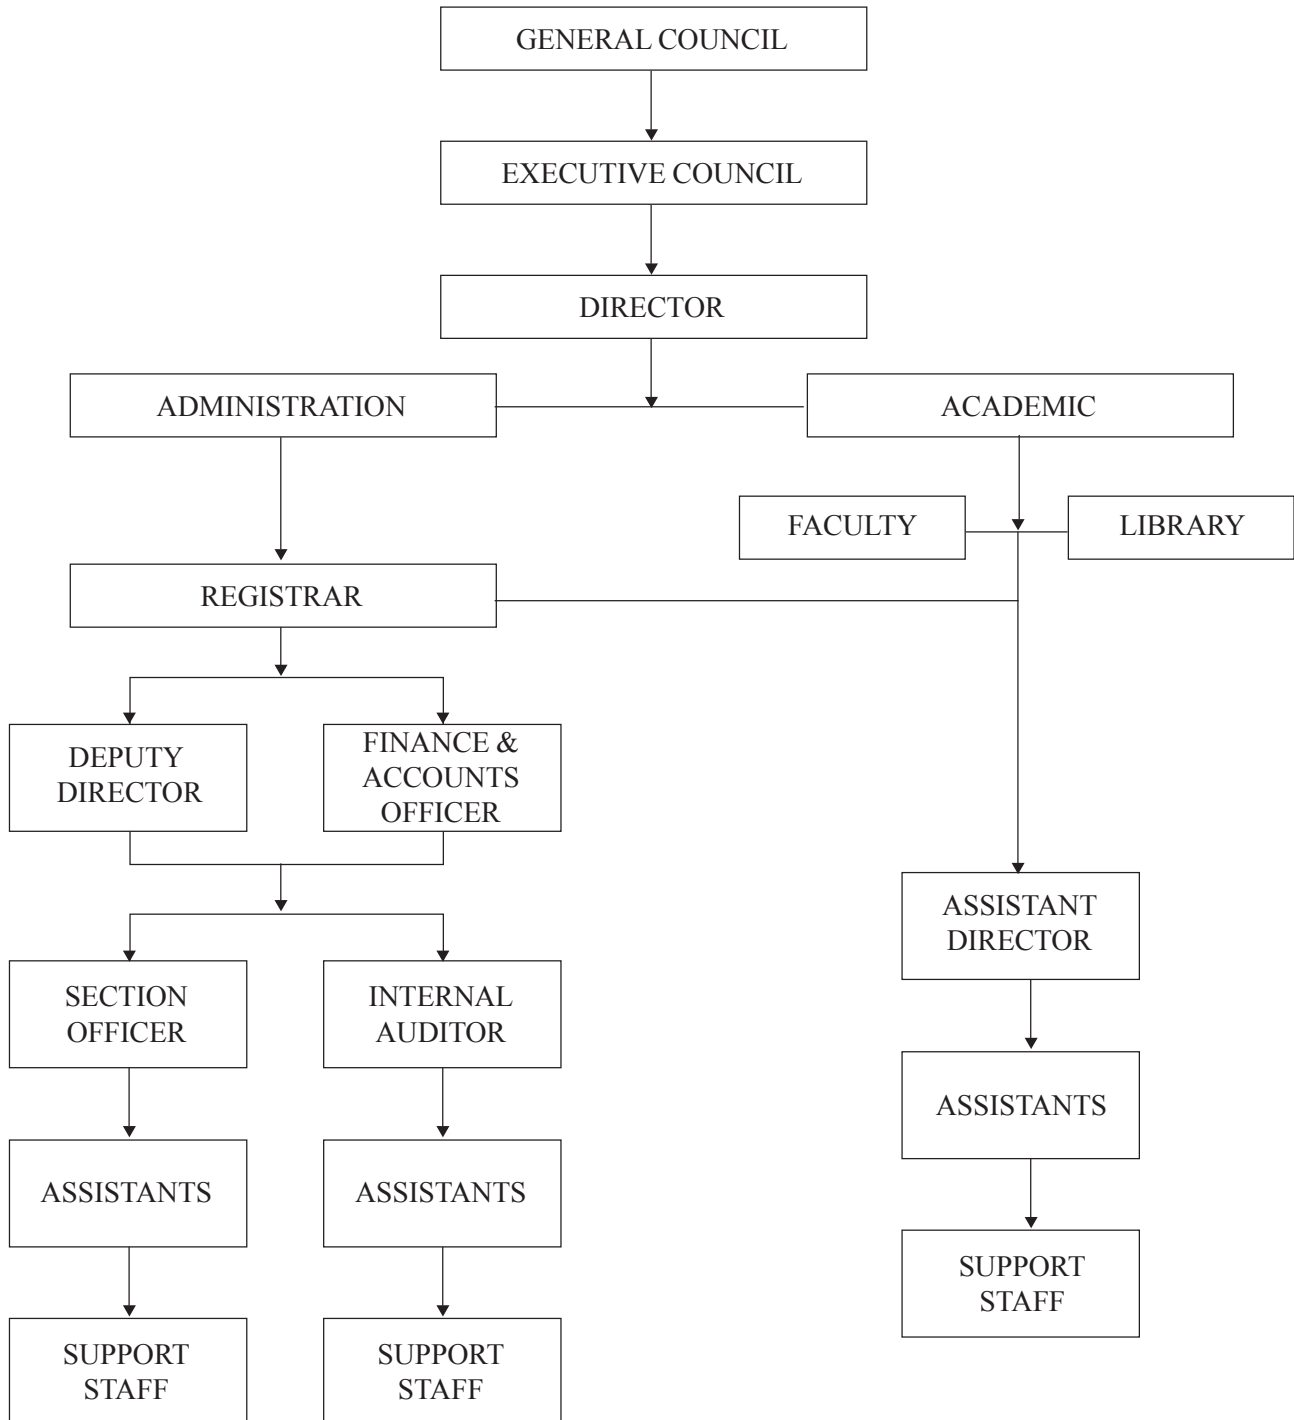 GENERAL COUNCIL
EXECUTIVE COUNCIL
DIRECTOR
ADMINISTRATION
ACADEMIC
FACULTY
LIBRARY
REGISTRAR
DEPUTY
DIRECTOR
FINANCE &
ACCOUNTS
OFFICER
ASSISTANT
DIRECTOR
SECTION
OFFICER
INTERNAL
AUDITOR
ASSISTANTS
ASSISTANTS
ASSISTANTS
SUPPORT
STAFF
SUPPORT
STAFF
SUPPORT
STAFF